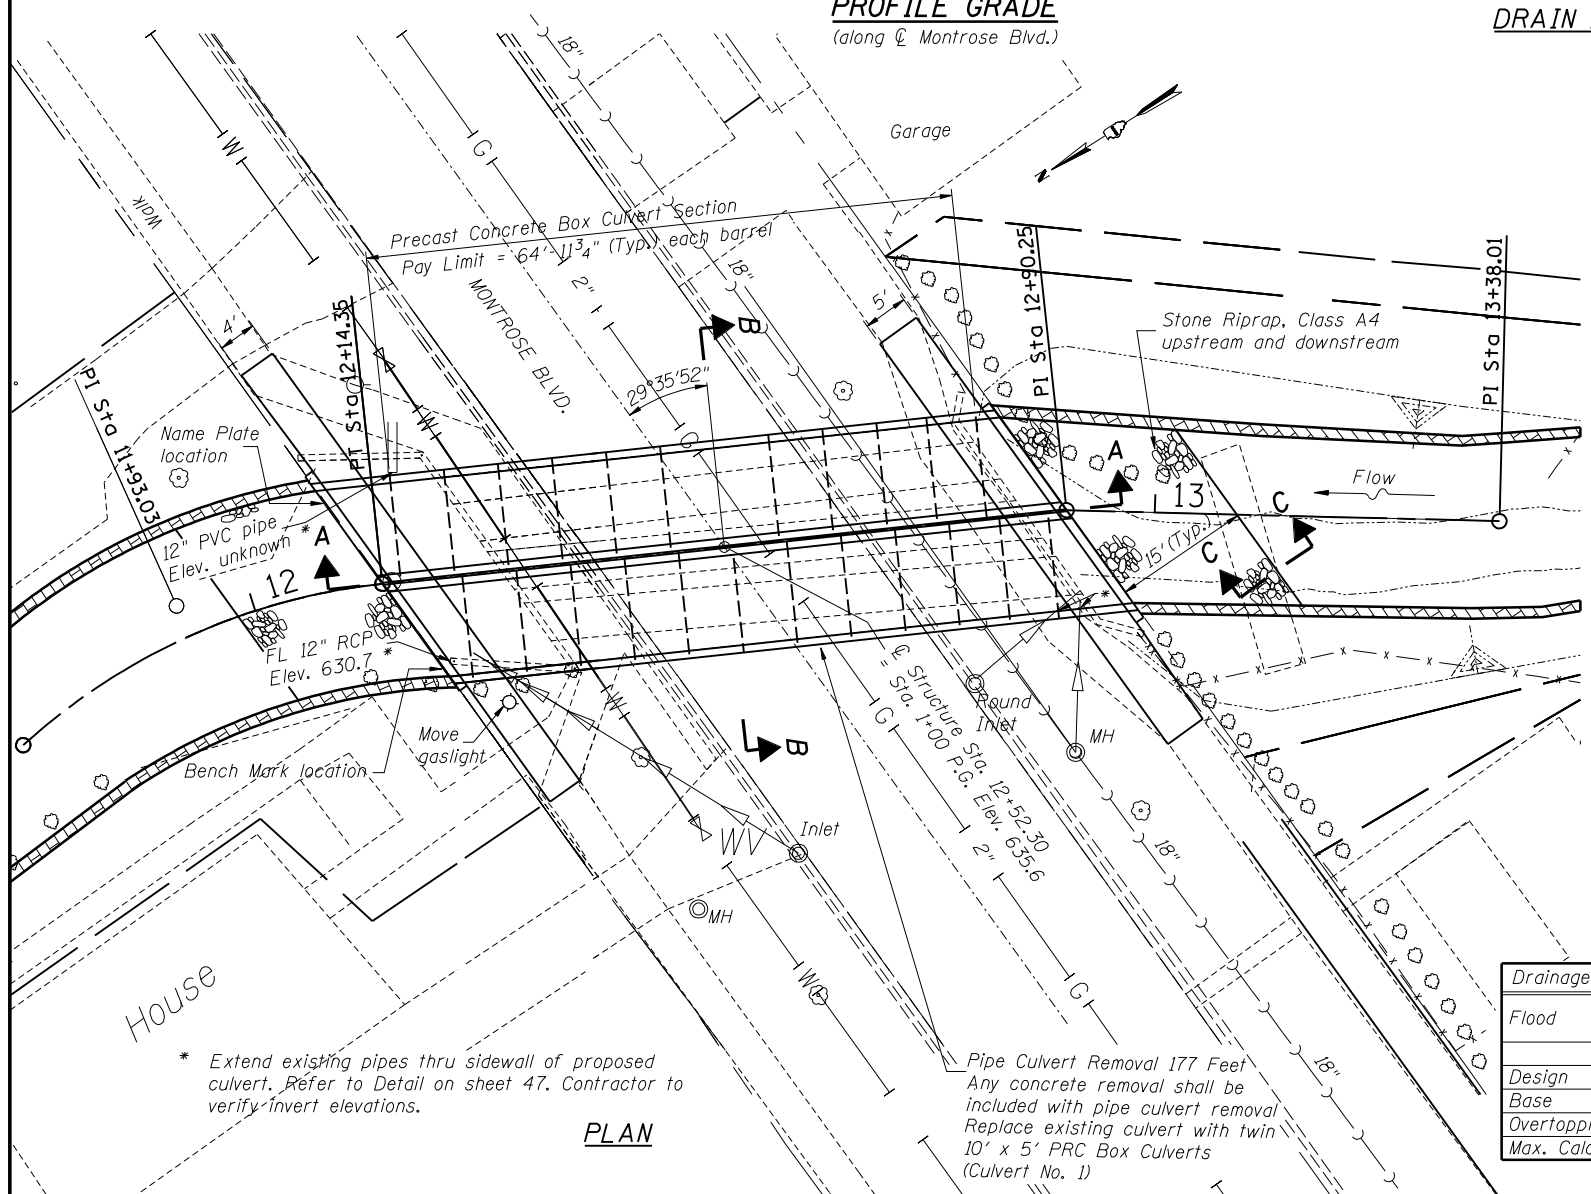 PROFILE GRADE
(along ℄ Montrose Blvd.)
DRAIN
18"
Garage
N
W
G
Walk
Precast Concrete Box Culvert Section
Pay Limit = 64'-11¾" (Typ.) each barrel
18"
2"
MONTROSE BLVD.
B
5'
4'
PI Sta 12+90.25
PI Sta 13+38.01
Stone Riprap, Class A4
upstream and downstream
PT Sta 12+14.35
PI Sta 11+93.03
29°35'52"
Name Plate
location
W
G
A
13
Flow
C
C
15' (Typ.)
12" PVC pipe *
Elev. unknown
A
12
*
FL 12" RCP *
Elev. 630.7
W
G
℄ Structure Sta. 12+52.30
= Sta. 1+00 P.G. Elev. 635.6
Round
Inlet
MH
Move
gaslight
B
Bench Mark location
WV
Inlet
2"
18"
MH
W
G
House
18"
* Extend existing pipes thru sidewall of proposed
culvert. Refer to Detail on sheet 47. Contractor to
verify invert elevations.
PLAN
Pipe Culvert Removal 177 Feet
Any concrete removal shall be
included with pipe culvert removal
Replace existing culvert with twin
10' x 5' PRC Box Culverts
(Culvert No. 1)
Drainage
Flood
Design
Base